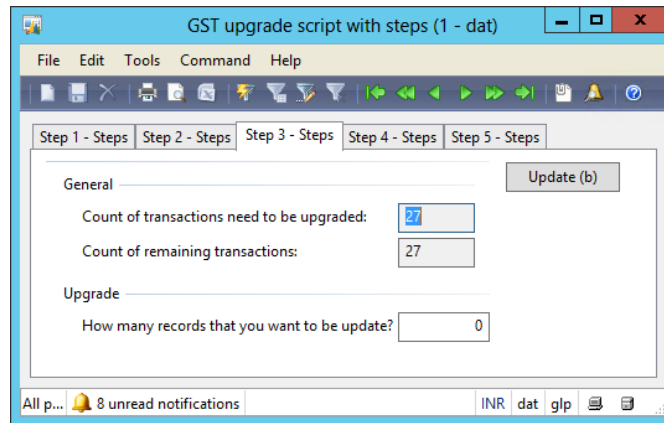 GST upgrade script with steps (1 - dat)
File Edit Tools Command Help
Step 1 - Steps Step 2 - Steps Step 3 - Steps Step 4 - Steps Step 5 - Steps
Update (b)
General
Count of transactions need to be upgraded: 27
Count of remaining transactions: 27
Upgrade
How many records that you want to be update? 0
All p... 8 unread notifications INR dat glp